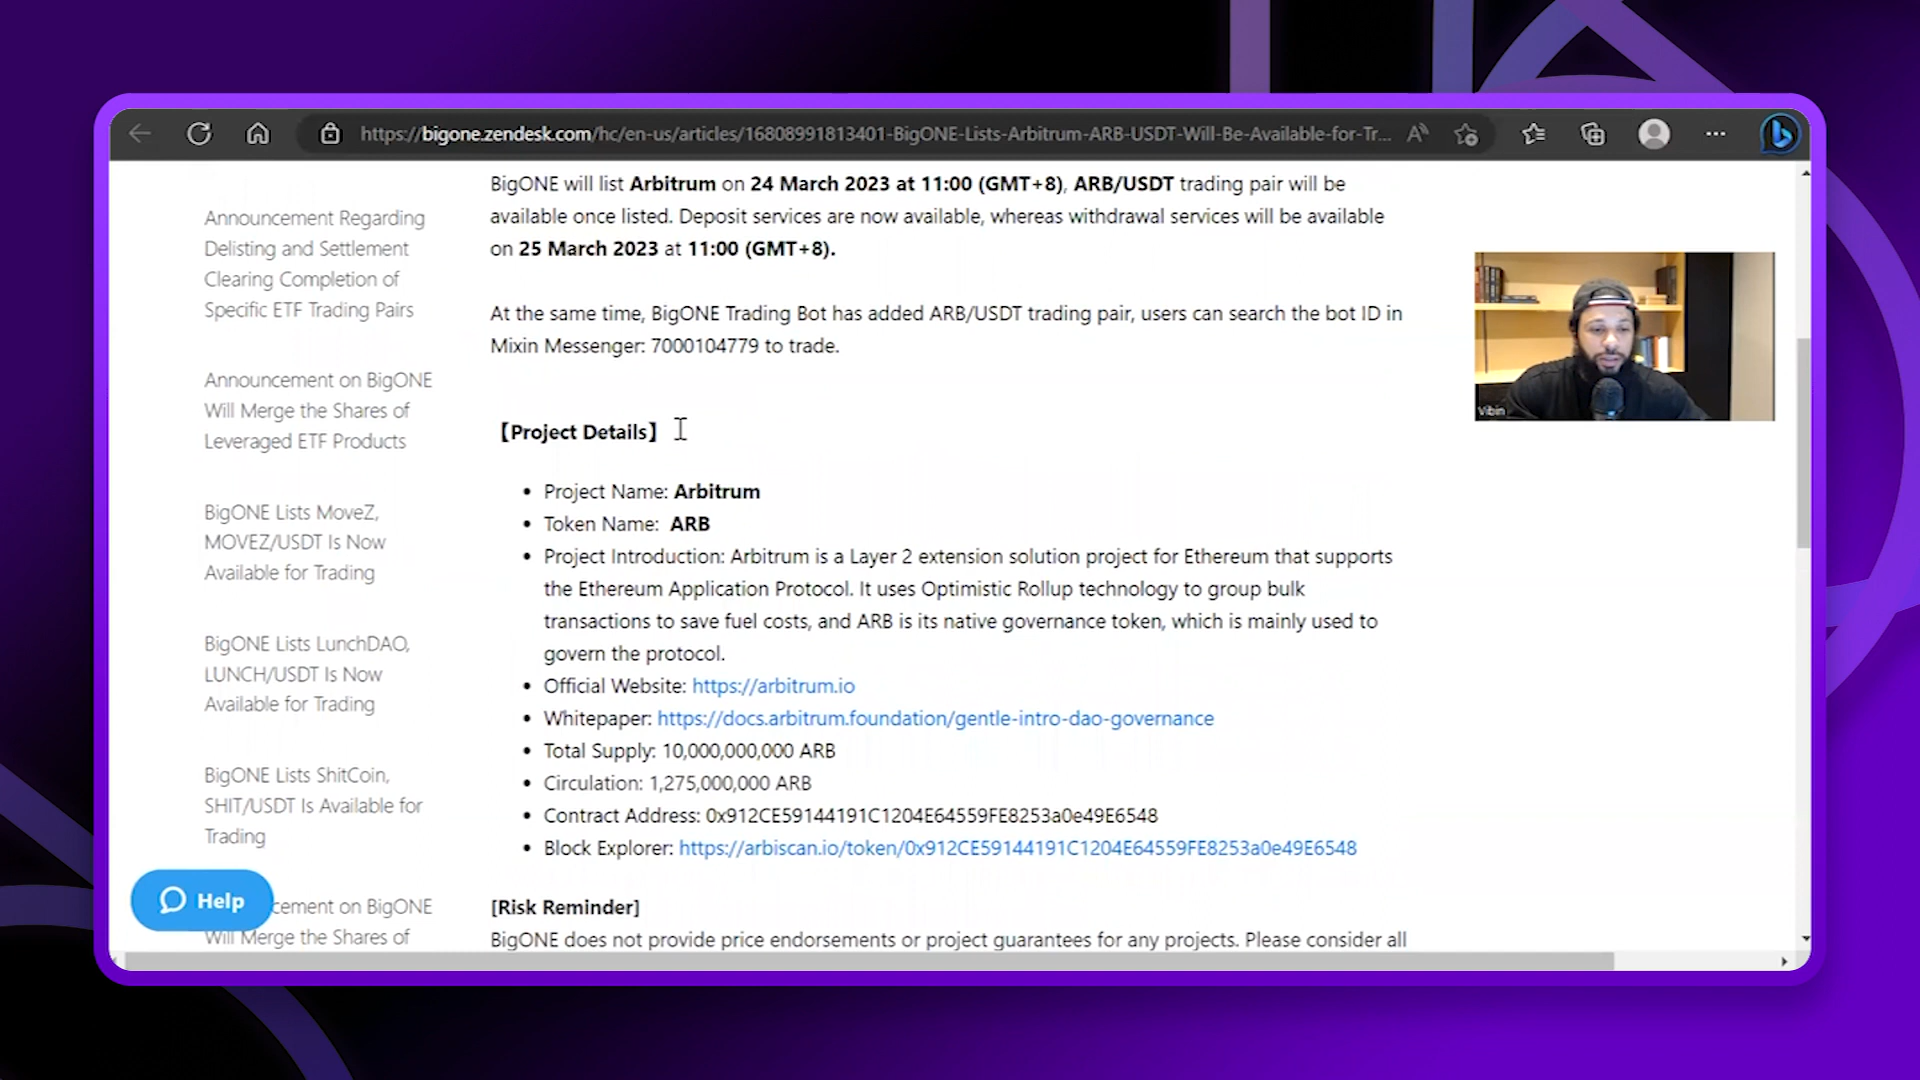 https://bigone.zendesk.com/hc/en-us/articles/16808991813401-BigONE-Lists-Arbitrum-ARB-USDT-Will-Be-Available-for-Tr...
Announcement Regarding
Delisting and Settlement
Clearing Completion of
Specific ETF Trading Pairs
Announcement on BigONE
Will Merge the Shares of
Leveraged ETF Products
BigONE Lists MoveZ,
MOVEZ/USDT Is Now
Available for Trading
BigONE Lists LunchDAO,
LUNCH/USDT Is Now
Available for Trading
BigONE Lists ShitCoin,
SHIT/USDT Is Available for
Trading
cement on BigONE
Will Merge the Shares of
Help
BigONE will list Arbitrum on 24 March 2023 at 11:00 (GMT+8), ARB/USDT trading pair will be
available once listed. Deposit services are now available, whereas withdrawal services will be available
on 25 March 2023 at 11:00 (GMT+8).
At the same time, BigONE Trading Bot has added ARB/USDT trading pair, users can search the bot ID in
Mixin Messenger: 7000104779 to trade.
【Project Details】
• Project Name: Arbitrum
• Token Name: ARB
• Project Introduction: Arbitrum is a Layer 2 extension solution project for Ethereum that supports
the Ethereum Application Protocol. It uses Optimistic Rollup technology to group bulk
transactions to save fuel costs, and ARB is its native governance token, which is mainly used to
govern the protocol.
• Official Website: https://arbitrum.io
• Whitepaper: https://docs.arbitrum.foundation/gentle-intro-dao-governance
• Total Supply: 10,000,000,000 ARB
• Circulation: 1,275,000,000 ARB
• Contract Address: 0x912CE59144191C1204E64559FE8253a0e49E6548
• Block Explorer: https://arbiscan.io/token/0x912CE59144191C1204E64559FE8253a0e49E6548
[Risk Reminder]
BigONE does not provide price endorsements or project guarantees for any projects. Please consider all
Vibin